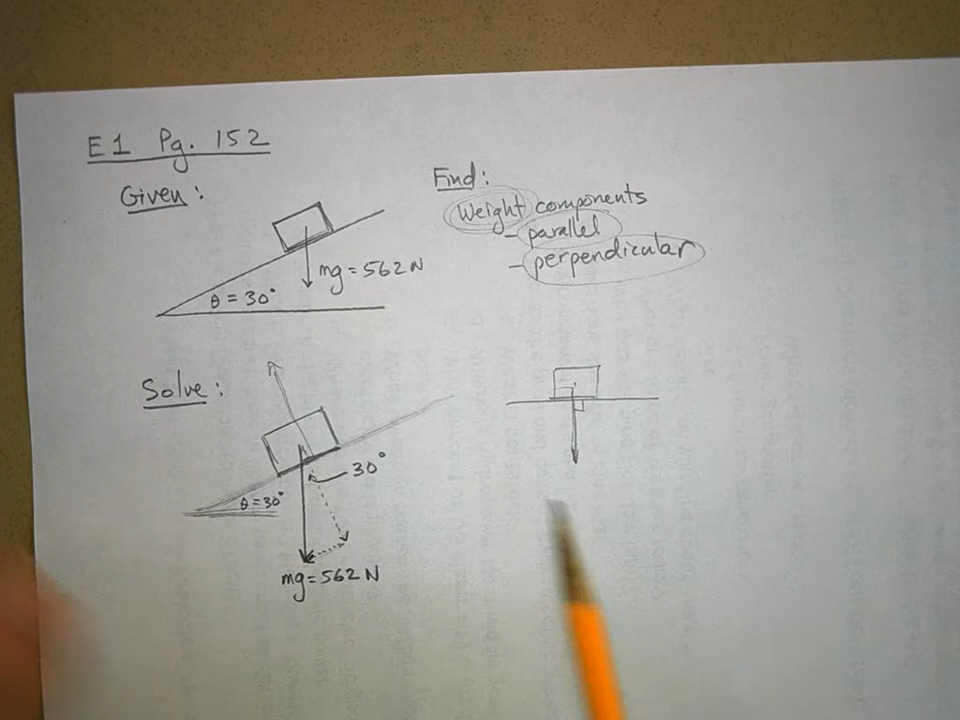 E1 Pg. 152
Given:
Find:
Weight components
- parallel
- perpendicular
mg = 562 N
θ = 30°
Solve:
30°
θ = 30°
mg = 562 N